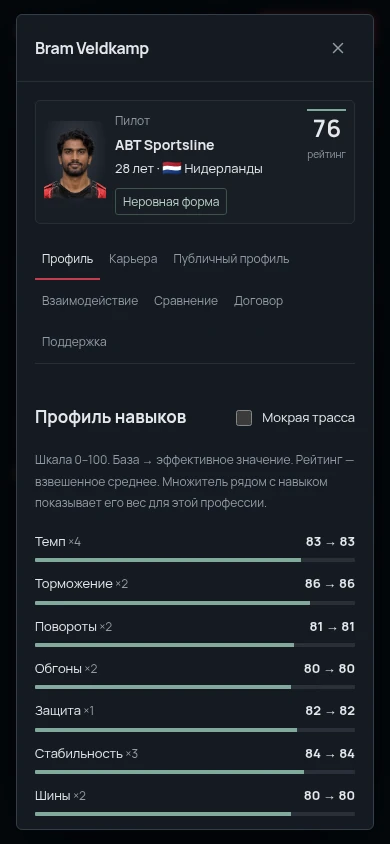 Bram Veldkamp
Пилот
ABT Sportsline
28 лет · 🇳🇱 Нидерланды
Неровная форма
76
рейтинг
Профиль Карьера Публичный профиль
Взаимодействие Сравнение Договор
Поддержка
Профиль навыков
Мокрая трасса
Шкала 0–100. База → эффективное значение. Рейтинг —
взвешенное среднее. Множитель рядом с навыком
показывает его вес для этой профессии.
Темп ×4 83 → 83
Торможение ×2 86 → 86
Повороты ×2 81 → 81
Обгоны ×2 80 → 80
Защита ×1 82 → 82
Стабильность ×3 84 → 84
Шины ×2 80 → 80